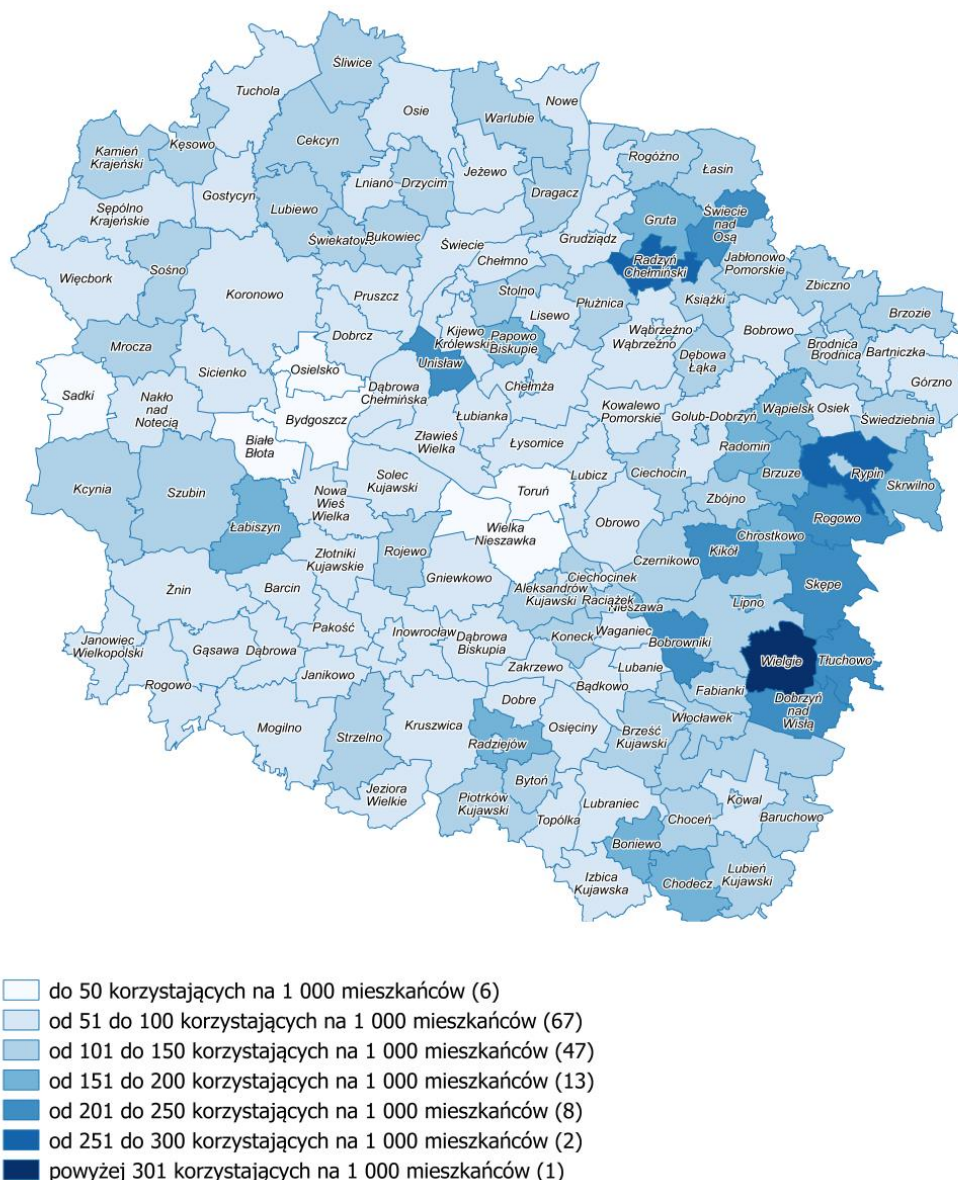 Śliwice
Tuchola
Osie
Nowe
Warlubie
Cekcyn
Kęsowo
Kamień
Krajeński
Rogóźno
Łasin
Jeżewo
Lniano
Drzycim
Gostycyn
Dragacz
Sępólno
Krajeńskie
Lubiewo
Gruta
Świecie
nad
Osą
Świekatowo
Bukowiec
Świecie
Grudziądz
Chełmno
Radzyń
Chełmiński
Jabłonowo
Pomorskie
Więcbork
Sośno
Koronowo
Pruszcz
Stolno
Płużnica
Książki
Zbiczno
Lisewo
Brzozie
Dobrcz
Kijewo
Królewskie
Papowo
Biskupie
Wąbrzeźno
Wąbrzeźno
Bobrowo
Mrocza
Brodnica
Brodnica
Bartniczka
Sicienko
Osielsko
Unisław
Dębowa
Łąka
Górzno
Sadki
Nakło
nad
Notecią
Dąbrowa
Chełmińska
Chełmża
Bydgoszcz
Łubianka
Kowalewo
Pomorskie
Golub-Dobrzyń
Wąpielsk
Osiek
Świedziebnia
Białe
Błota
Zławieś
Wielka
Łysomice
Radomin
Kcynia
Szubin
Solec
Kujawski
Lubicz
Ciechocin
Brzuze
Rypin
Skrwilno
Nowa
Wieś
Wielka
Toruń
Zbójno
Łabiszyn
Wielka
Nieszawka
Obrowo
Rogowo
Chrostkowo
Złotniki
Kujawskie
Rojewo
Kikół
Czernikowo
Żnin
Barcin
Gniewkowo
Ciechocinek
Aleksandrów
Kujawski
Raciążek
Nieszawa
Skępe
Lipno
Janowiec
Wielkopolski
Gąsawa
Dąbrowa
Pakość
Inowrocław
Dąbrowa
Biskupia
Koneck
Waganiec
Bobrowniki
Wielgie
Tłuchowo
Rogowo
Janikowo
Zakrzewo
Lubanie
Bądkowo
Fabianki
Dobrzyń
nad
Wisłą
Mogilno
Strzelno
Kruszwica
Dobre
Osięciny
Włocławek
Brześć
Kujawski
Radziejów
Jeziora
Wielkie
Bytoń
Piotrków
Kujawski
Lubraniec
Kowal
Topólka
Choceń
Baruchowo
Boniewo
Izbica
Kujawska
Chodecz
Lubień
Kujawski
do 50 korzystających na 1 000 mieszkańców (6)
od 51 do 100 korzystających na 1 000 mieszkańców (67)
od 101 do 150 korzystających na 1 000 mieszkańców (47)
od 151 do 200 korzystających na 1 000 mieszkańców (13)
od 201 do 250 korzystających na 1 000 mieszkańców (8)
od 251 do 300 korzystających na 1 000 mieszkańców (2)
powyżej 301 korzystających na 1 000 mieszkańców (1)